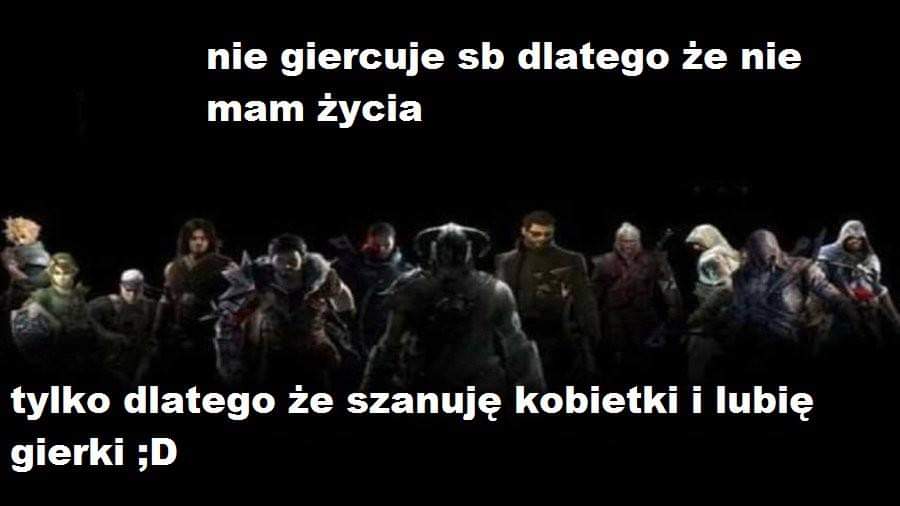 nie giercuje sb dlatego że nie
mam życia
tylko dlatego że szanuję kobietki i lubię
gierki ;D